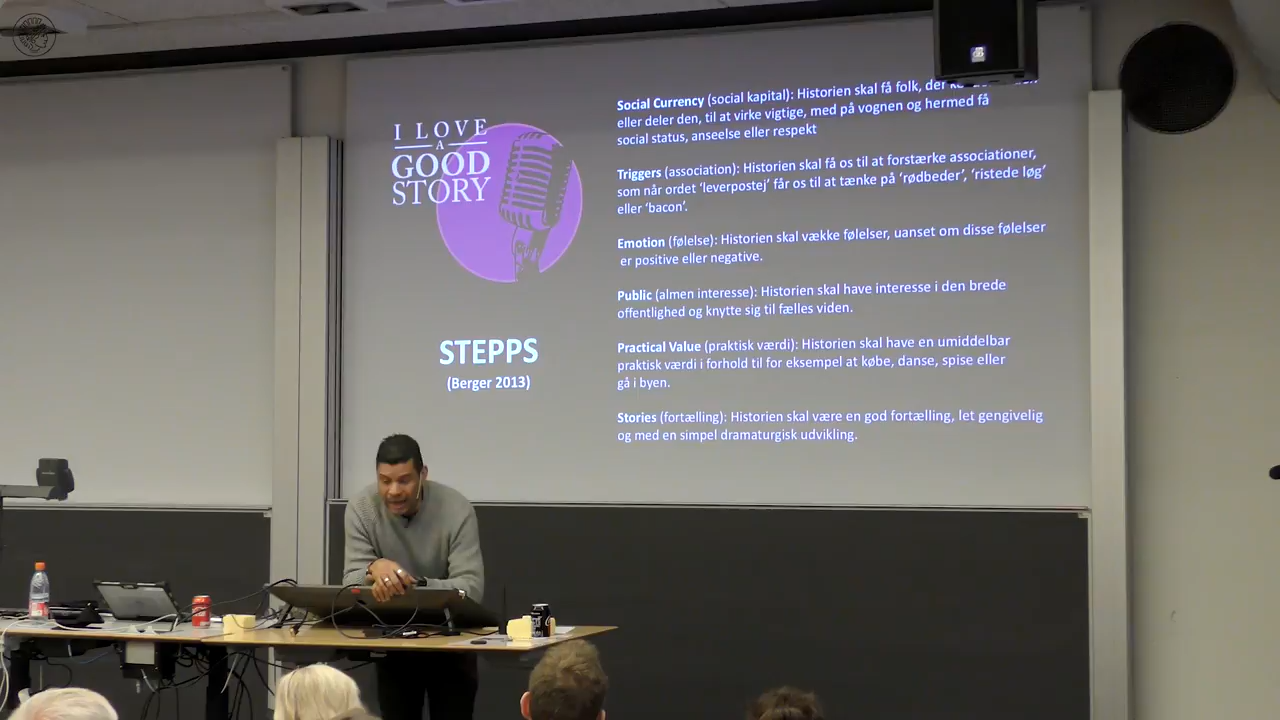 I LOVE
A
GOOD
STORY
STEPPS
(Berger 2013)
Social Currency (social kapital): Historien skal få folk, der
eller deler den, til at virke vigtige, med på vognen og hermed få
social status, anseelse eller respekt
Triggers (association): Historien skal få os til at forstærke associationer,
som når ordet ‘leverpostej’ får os til at tænke på ‘rødbeder’, ‘ristede løg’
eller ‘bacon’.
Emotion (følelse): Historien skal vække følelser, uanset om disse følelser
er positive eller negative.
Public (almen interesse): Historien skal have interesse i den brede
offentlighed og knytte sig til fælles viden.
Practical Value (praktisk værdi): Historien skal have en umiddelbar
praktisk værdi i forhold til for eksempel at købe, danse, spise eller
gå i byen.
Stories (fortælling): Historien skal være en god fortælling, let gengivelig
og med en simpel dramaturgisk udvikling.